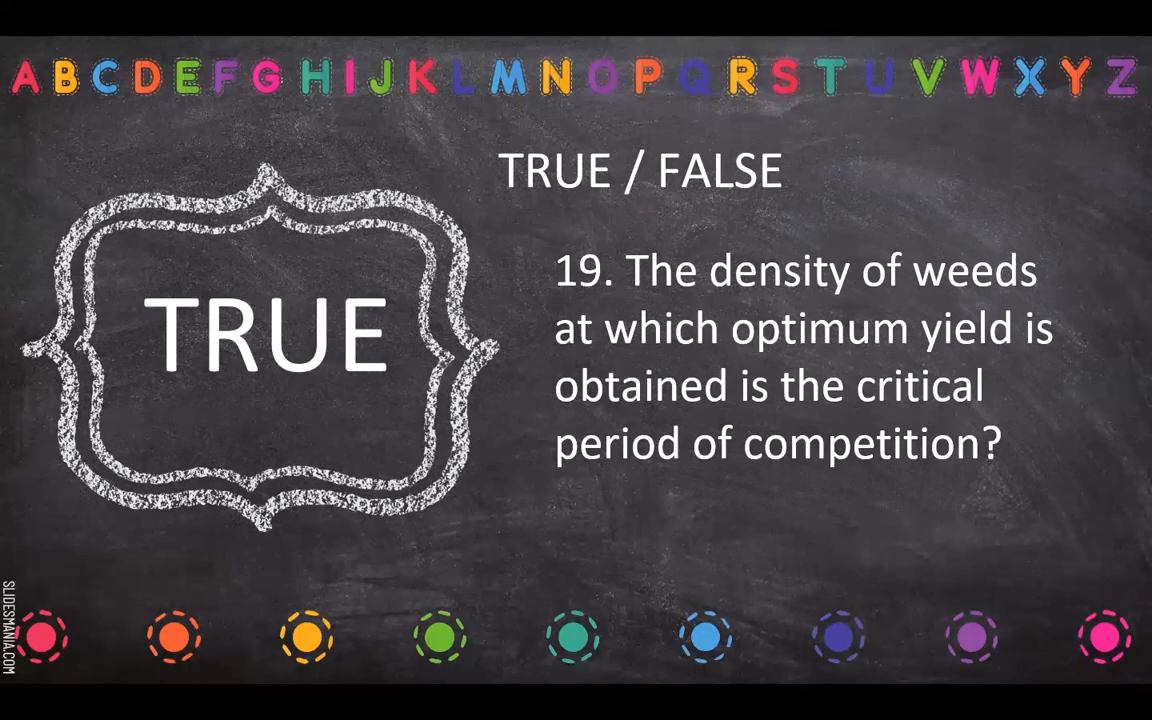 A B C D E F G H I J K L M N O P Q R S T U V W X Y Z
TRUE / FALSE
TRUE
19. The density of weeds
at which optimum yield is
obtained is the critical
period of competition?
SLIDESMANIA.COM